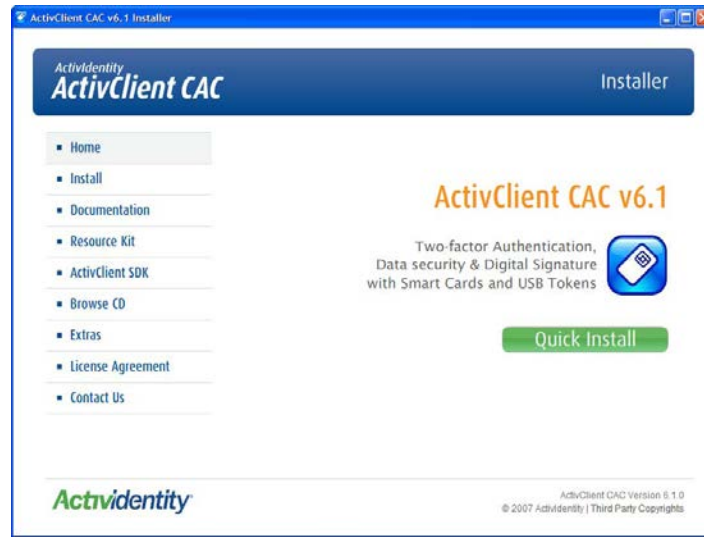 ActivClient CAC v6.1 Installer
ActivIdentity
ActivClient CAC
Installer
Home
Install
Documentation
Resource Kit
ActivClient SDK
Browse CD
Extras
License Agreement
Contact Us
ActivClient CAC v6.1
Two-factor Authentication,
Data security & Digital Signature
with Smart Cards and USB Tokens
Quick Install
ActivIdentity
ActivClient CAC Version 6.1.0
© 2007 ActivIdentity | Third Party Copyrights